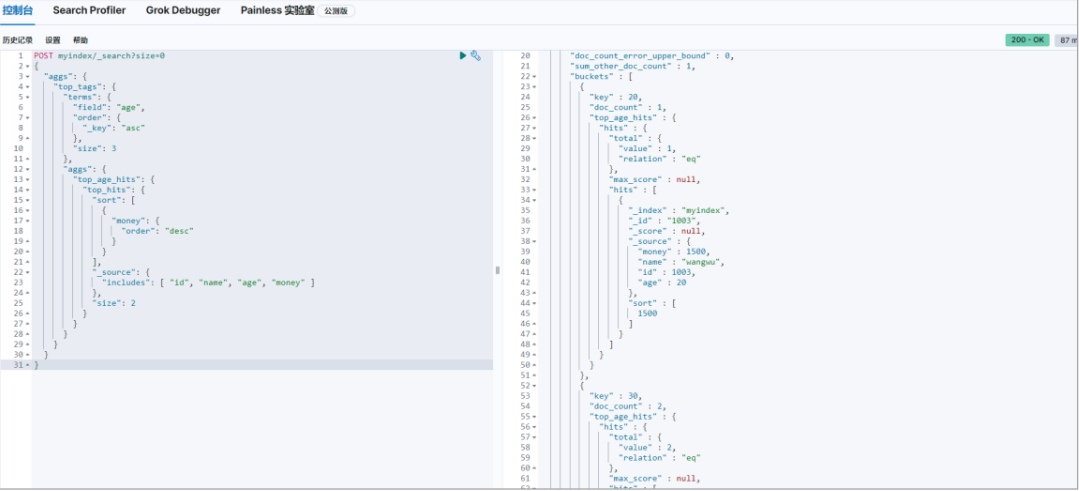 控制台 Search Profiler Grok Debugger Painless 实验室 公测版
历史记录 设置 帮助
200 - OK 87 m
1 POST myindex/_search?size=0
2 {
3 "aggs": {
4 "top_tags": {
5 "terms": {
6 "field": "age",
7 "order": {
8 "_key": "asc"
9 },
10 "size": 3
11 },
12 "aggs": {
13 "top_age_hits": {
14 "top_hits": {
15 "sort": [
16 {
17 "money": {
18 "order": "desc"
19 }
20 }
21 ],
22 "_source": {
23 "includes": [ "id", "name", "age", "money" ]
24 },
25 "size": 2
26 }
27 }
28 }
29 }
30 }
31 }
20 "doc_count_error_upper_bound" : 0,
21 "sum_other_doc_count" : 1,
22 "buckets" : [
23 {
24 "key" : 20,
25 "doc_count" : 1,
26 "top_age_hits" : {
27 "hits" : {
28 "total" : {
29 "value" : 1,
30 "relation" : "eq"
31 },
32 "max_score" : null,
33 "hits" : [
34 {
35 "_index" : "myindex",
36 "_id" : "1003",
37 "_score" : null,
38 "_source" : {
39 "money" : 1500,
40 "name" : "wangwu",
41 "id" : 1003,
42 "age" : 20
43 },
44 "sort" : [
45 1500
46 ]
47 }
48 ]
49 }
50 }
51 },
52 {
53 "key" : 30,
54 "doc_count" : 2,
55 "top_age_hits" : {
56 "hits" : {
57 "total" : {
58 "value" : 2,
59 "relation" : "eq"
60 },
61 "max_score" : null,